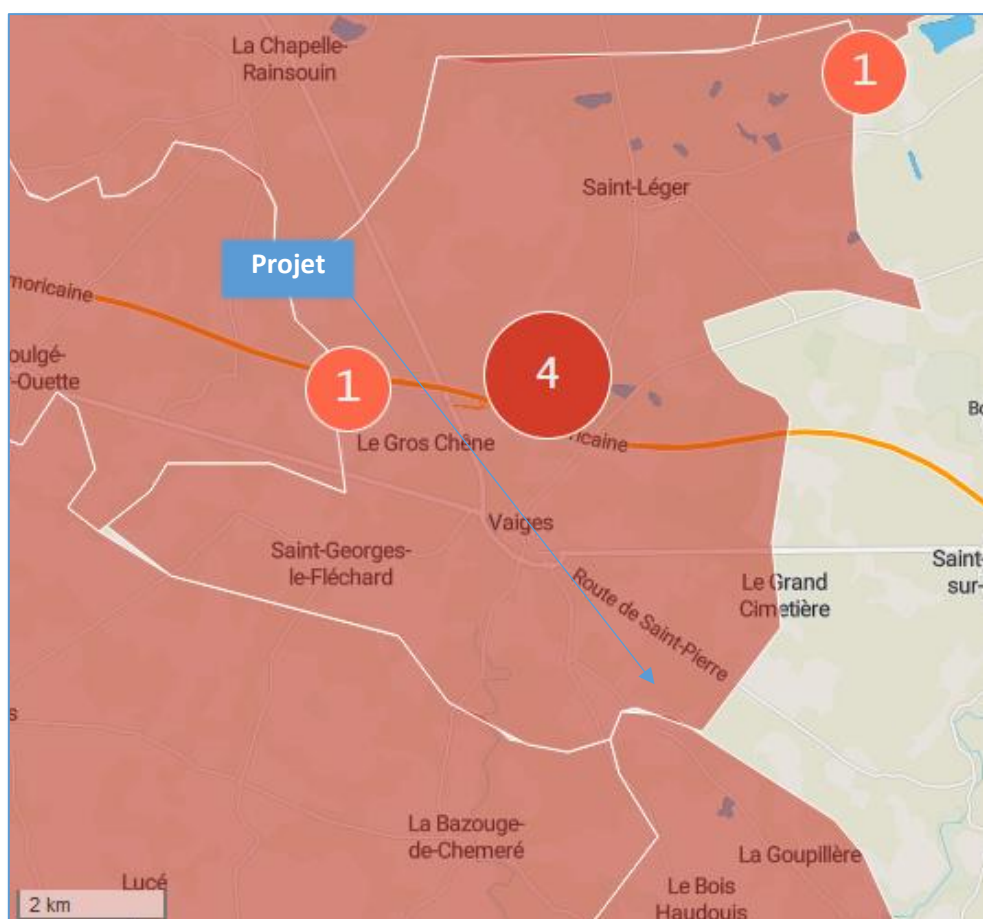 La Chapelle-
Rainsouin
1
Saint-Léger
Projet
moricaine
oulgé-
-Ouette
1
4
ricaine
Le Gros Chêne
Vaiges
Saint-Georges-
le-Fléchard
Route de Saint-Pierre
Le Grand
Cimetière
Saint-
sur-
Bo
s
La Bazouge-
de-Chemeré
La Goupillère
Lucé
Le Bois
Haudouis
2 km